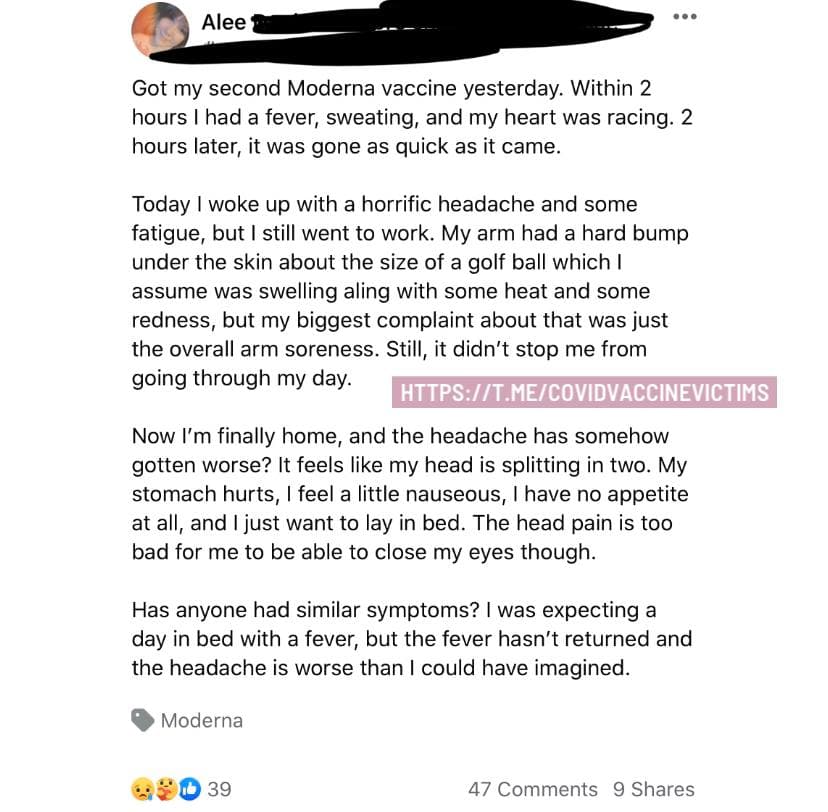 Alee
Got my second Moderna vaccine yesterday. Within 2
hours I had a fever, sweating, and my heart was racing. 2
hours later, it was gone as quick as it came.
Today I woke up with a horrific headache and some
fatigue, but I still went to work. My arm had a hard bump
under the skin about the size of a golf ball which I
assume was swelling aling with some heat and some
redness, but my biggest complaint about that was just
the overall arm soreness. Still, it didn't stop me from
going through my day.
HTTPS://T.ME/COVIDVACCINEVICTIMS
Now I'm finally home, and the headache has somehow
gotten worse? It feels like my head is splitting in two. My
stomach hurts, I feel a little nauseous, I have no appetite
at all, and I just want to lay in bed. The head pain is too
bad for me to be able to close my eyes though.
Has anyone had similar symptoms? I was expecting a
day in bed with a fever, but the fever hasn't returned and
the headache is worse than I could have imagined.
Moderna
39 47 Comments 9 Shares